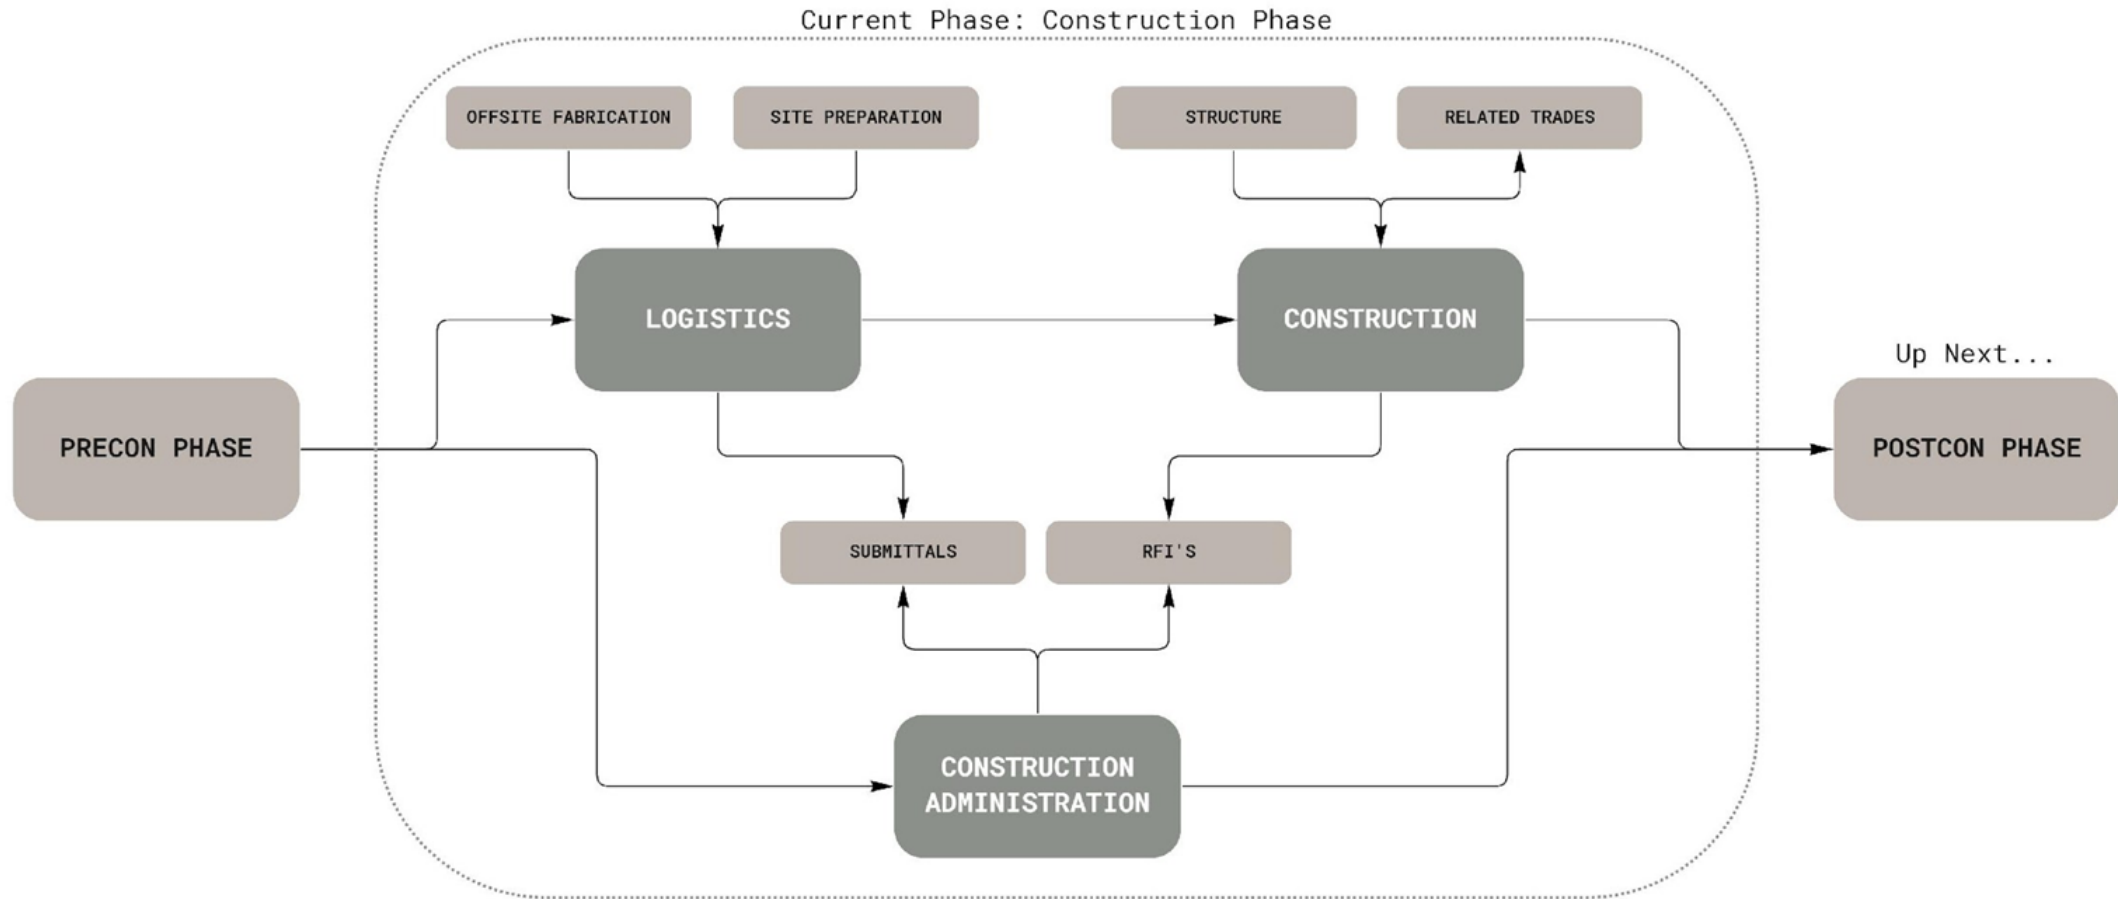 Current Phase: Construction Phase
OFFSITE FABRICATION
SITE PREPARATION
STRUCTURE
RELATED TRADES
LOGISTICS
CONSTRUCTION
Up Next...
PRECON PHASE
POSTCON PHASE
SUBMITTALS
RFI'S
CONSTRUCTION
ADMINISTRATION